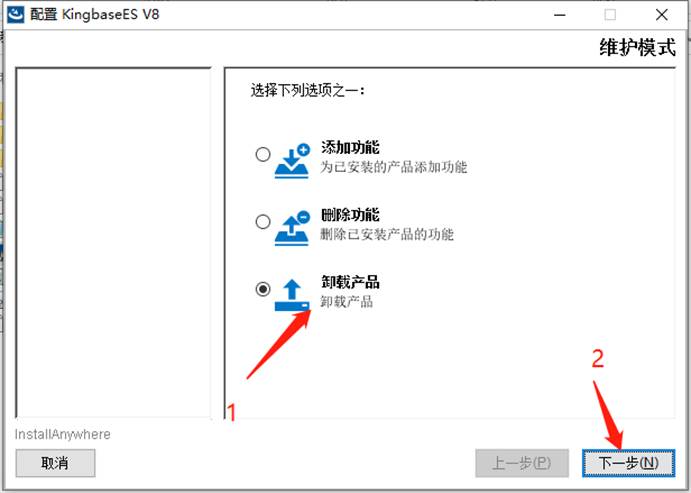 配置 KingbaseES V8
维护模式
选择下列选项之一：
添加功能
为已安装的产品添加功能
删除功能
删除已安装产品的功能
卸载产品
卸载产品
1
2
InstallAnywhere
取消
上一步(P)
下一步(N)